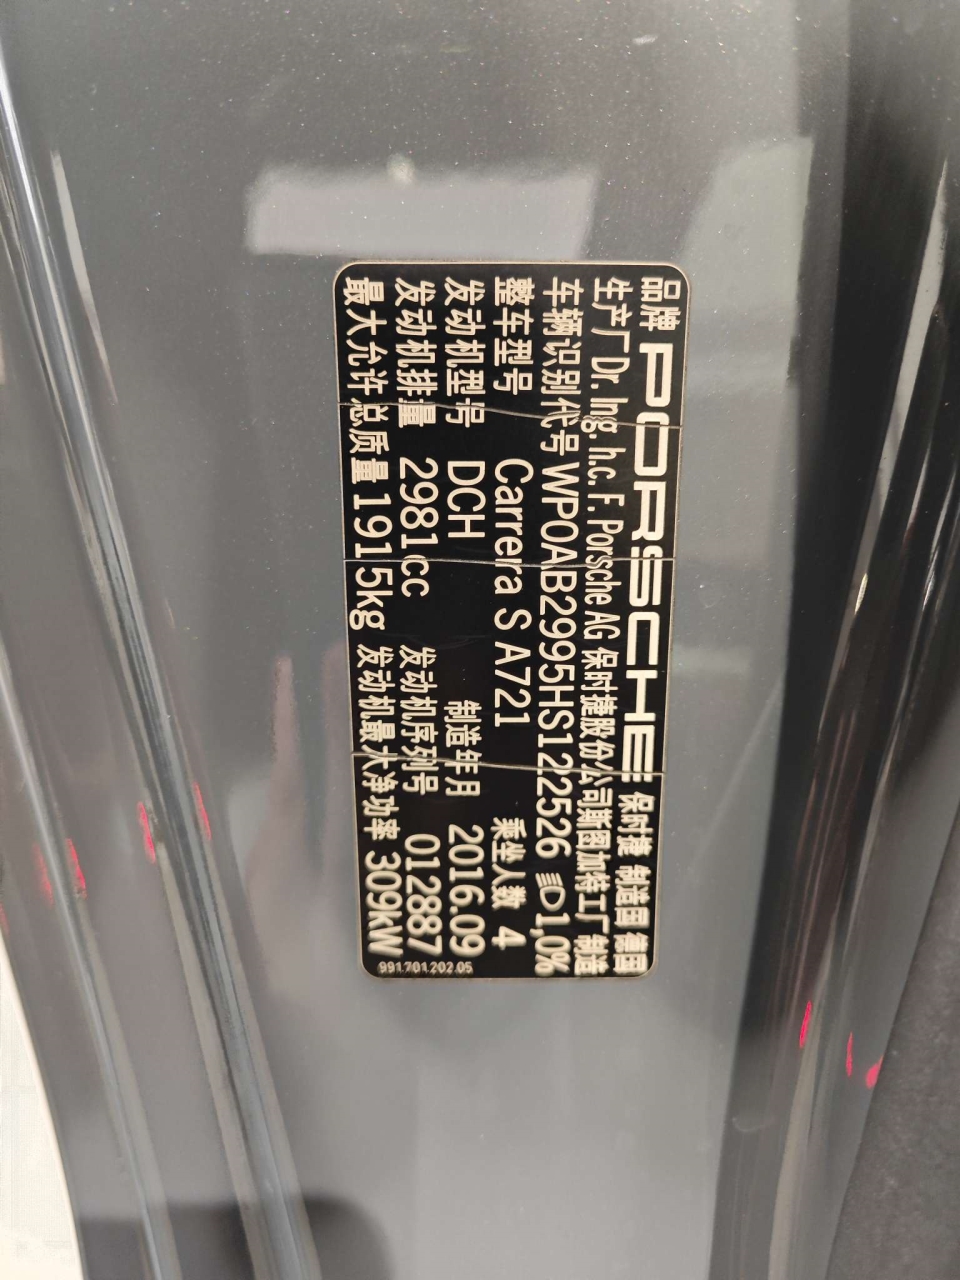 品牌 PORSCHE 保时捷 制造国 德国
生产厂Dr. Ing. h.c. F. Porsche AG 保时捷股份公司斯图加特工厂制造
车辆识别代号 WP0AB2995HS122526 1,0%
整车型号 Carrera S A721 乘坐人数 4
发动机型号 DCH 制造年月 2016.09
发动机排量 2981 cc 发动机序列号 012887
最大允许总质量 1915kg 发动机最大净功率 309kW
991.701.202.05